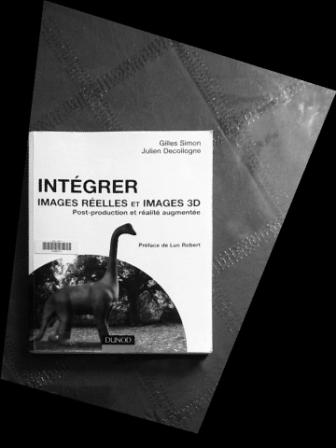 Gilles Simon
Julien Decollogne
INTÉGRER
IMAGES RÉELLES ET IMAGES 3D
Post-production et réalité augmentée
Préface de Luc Robert
DUNOD